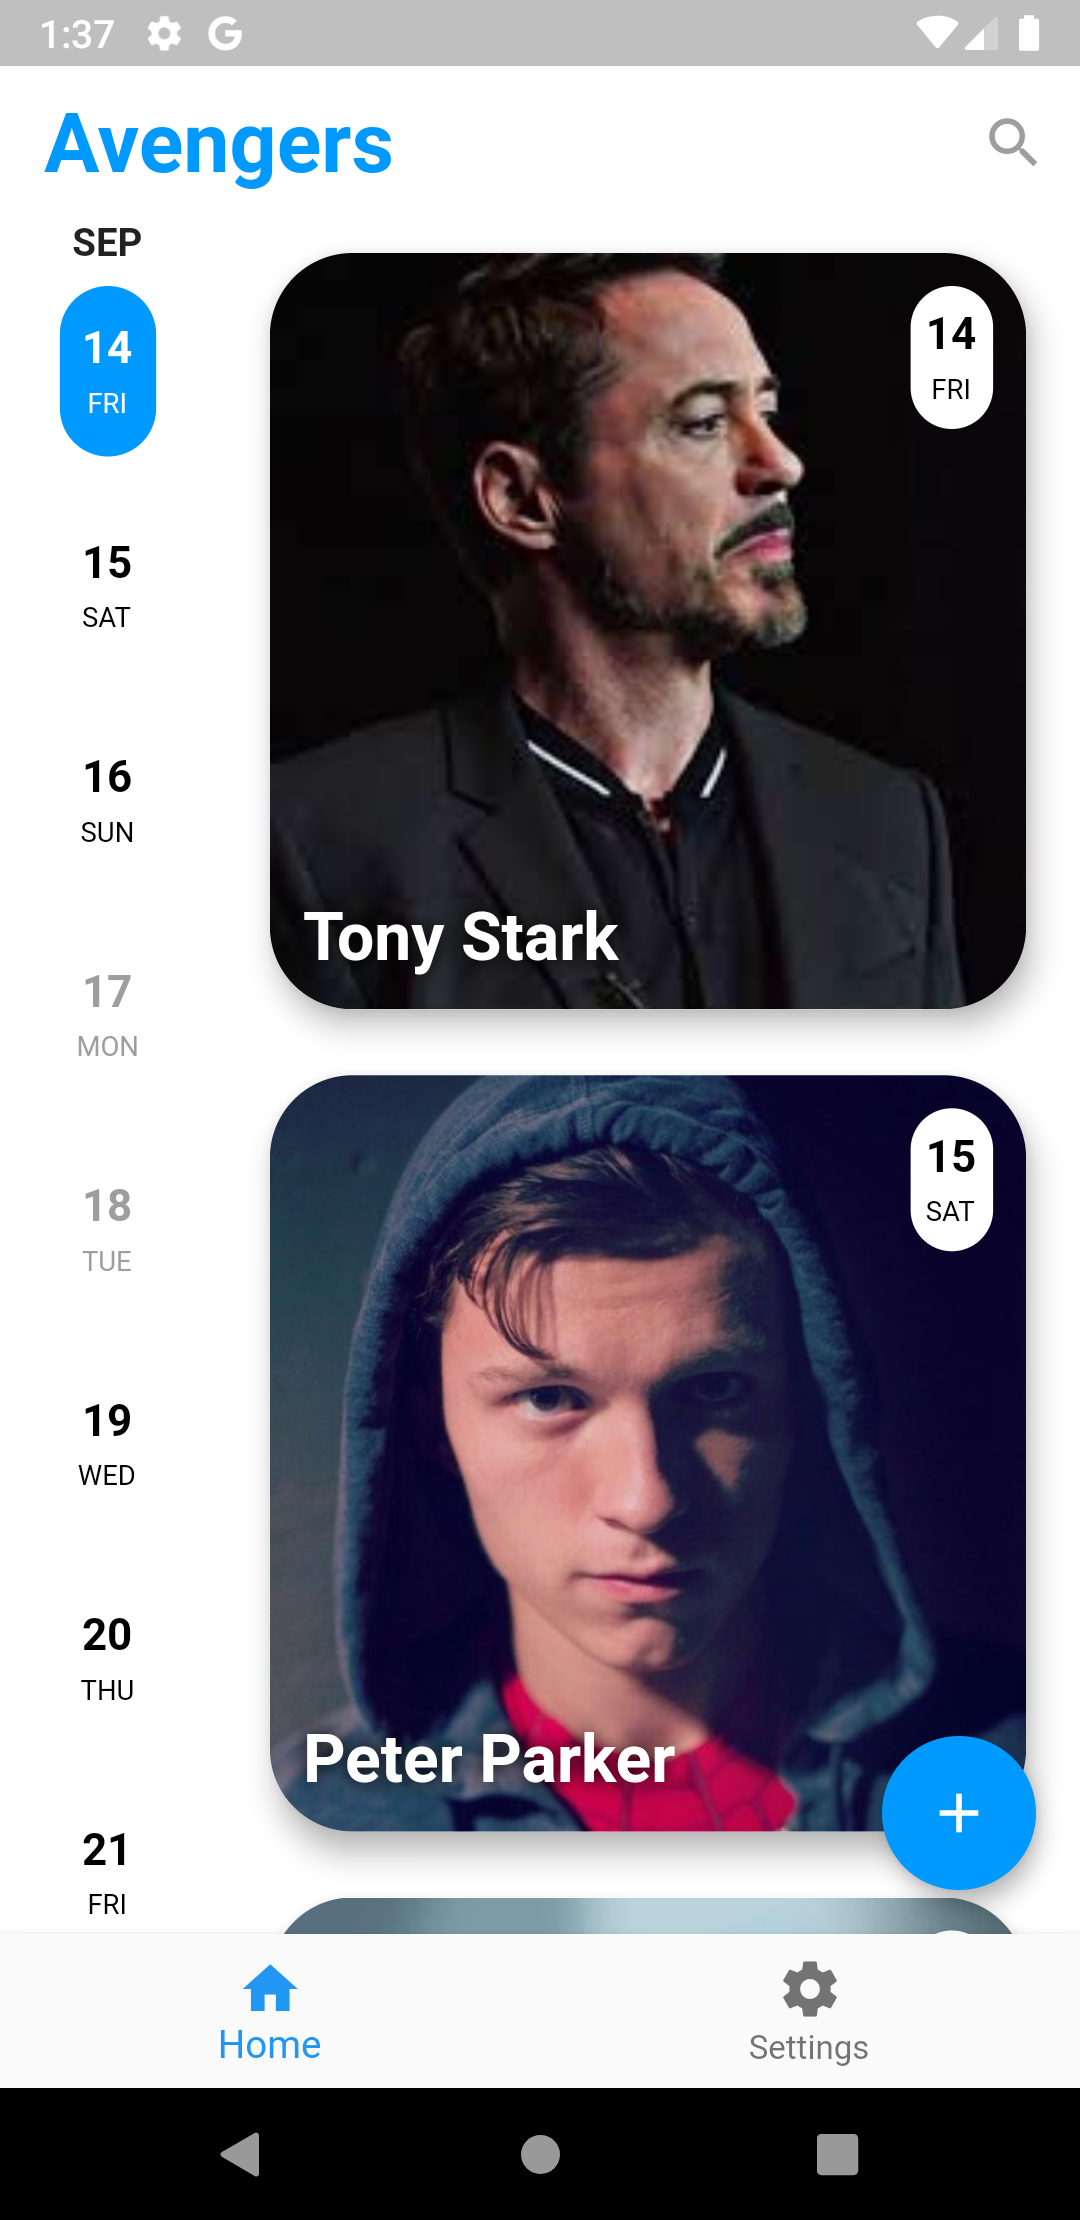 1:37
Avengers
SEP
14
FRI
15
SAT
16
SUN
17
MON
18
TUE
19
WED
20
THU
21
FRI
14
FRI
Tony Stark
15
SAT
Peter Parker
Home
Settings